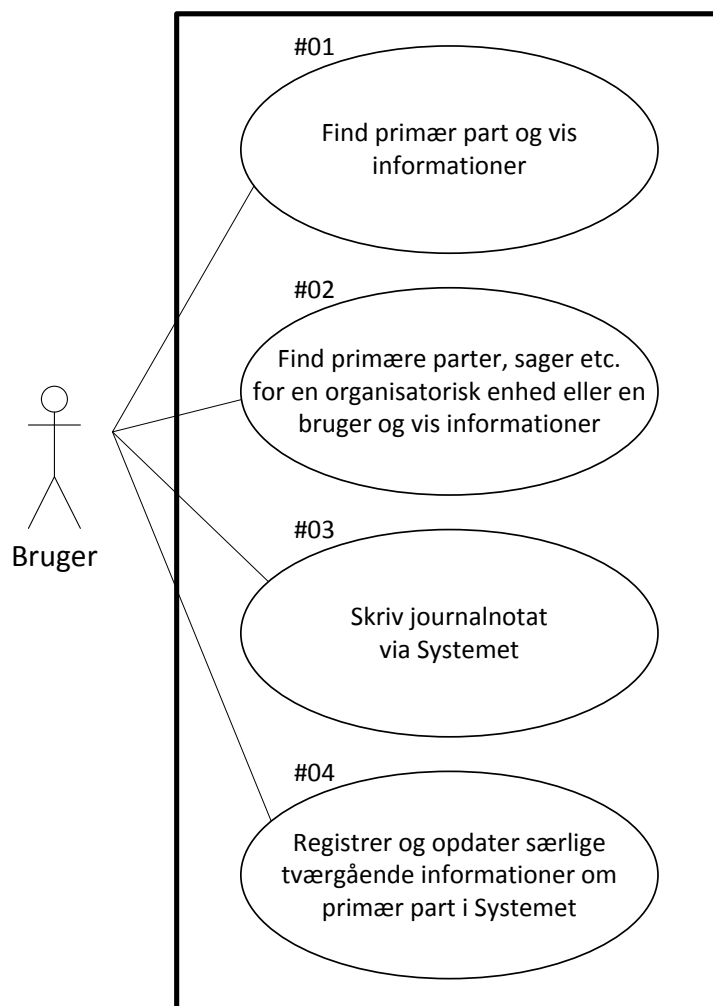 #01
Find primær part og vis
informationer
#02
Find primære parter, sager etc.
for en organisatorisk enhed eller en
bruger og vis informationer
Bruger
#03
Skriv journalnotat
via Systemet
#04
Registrer og opdater særlige
tværgående informationer om
primær part i Systemet